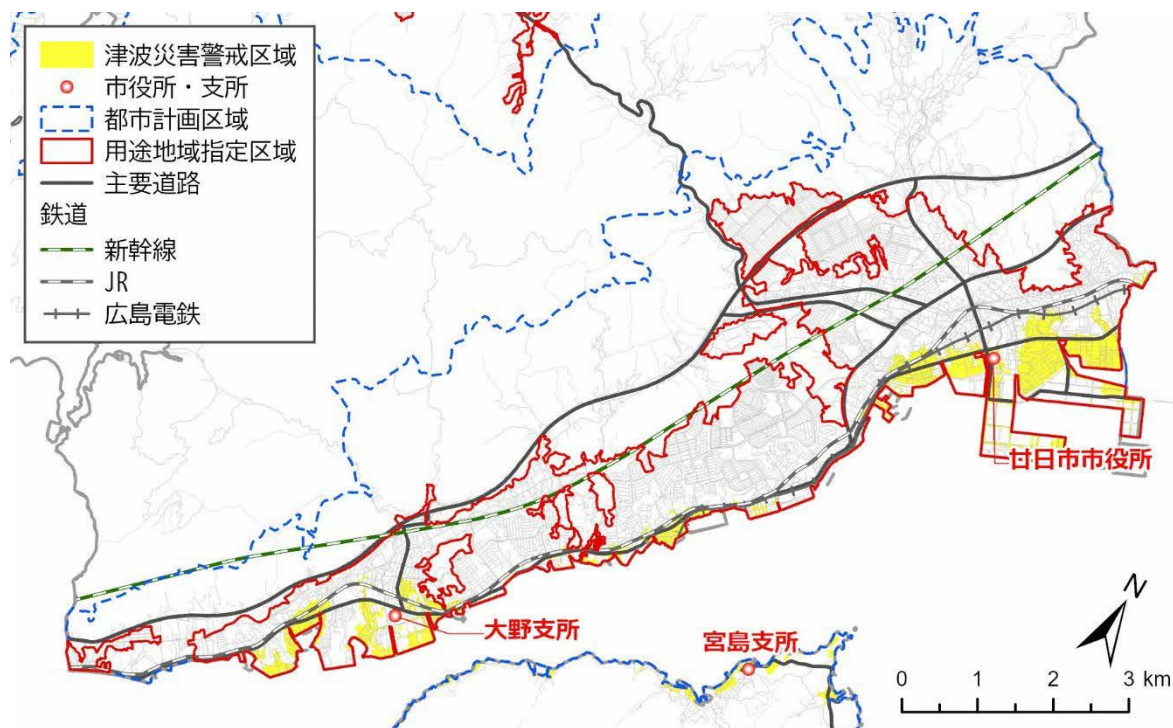 津波災害警戒区域
市役所・支所
都市計画区域
用途地域指定区域
主要道路
鉄道
新幹線
JR
広島電鉄
廿日市市役所
大野支所
宮島支所
N
0 1 2 3 km